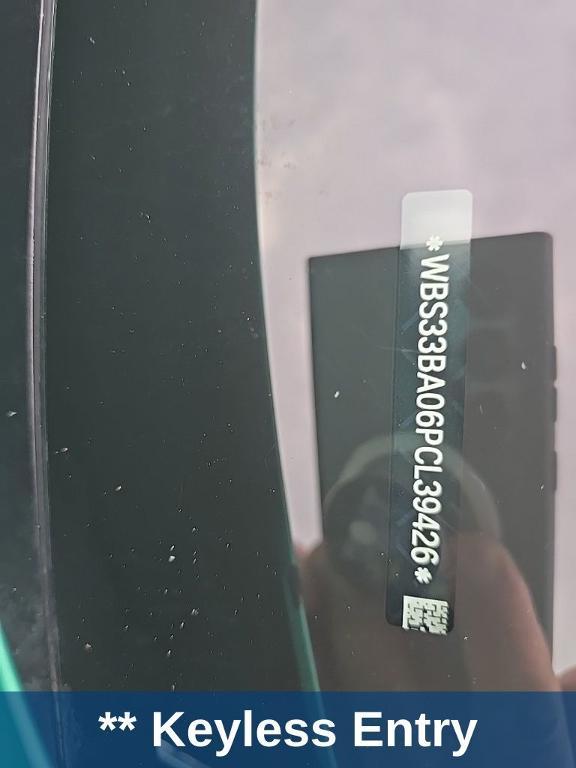 *WBS33BA06PCL39426*
** Keyless Entry